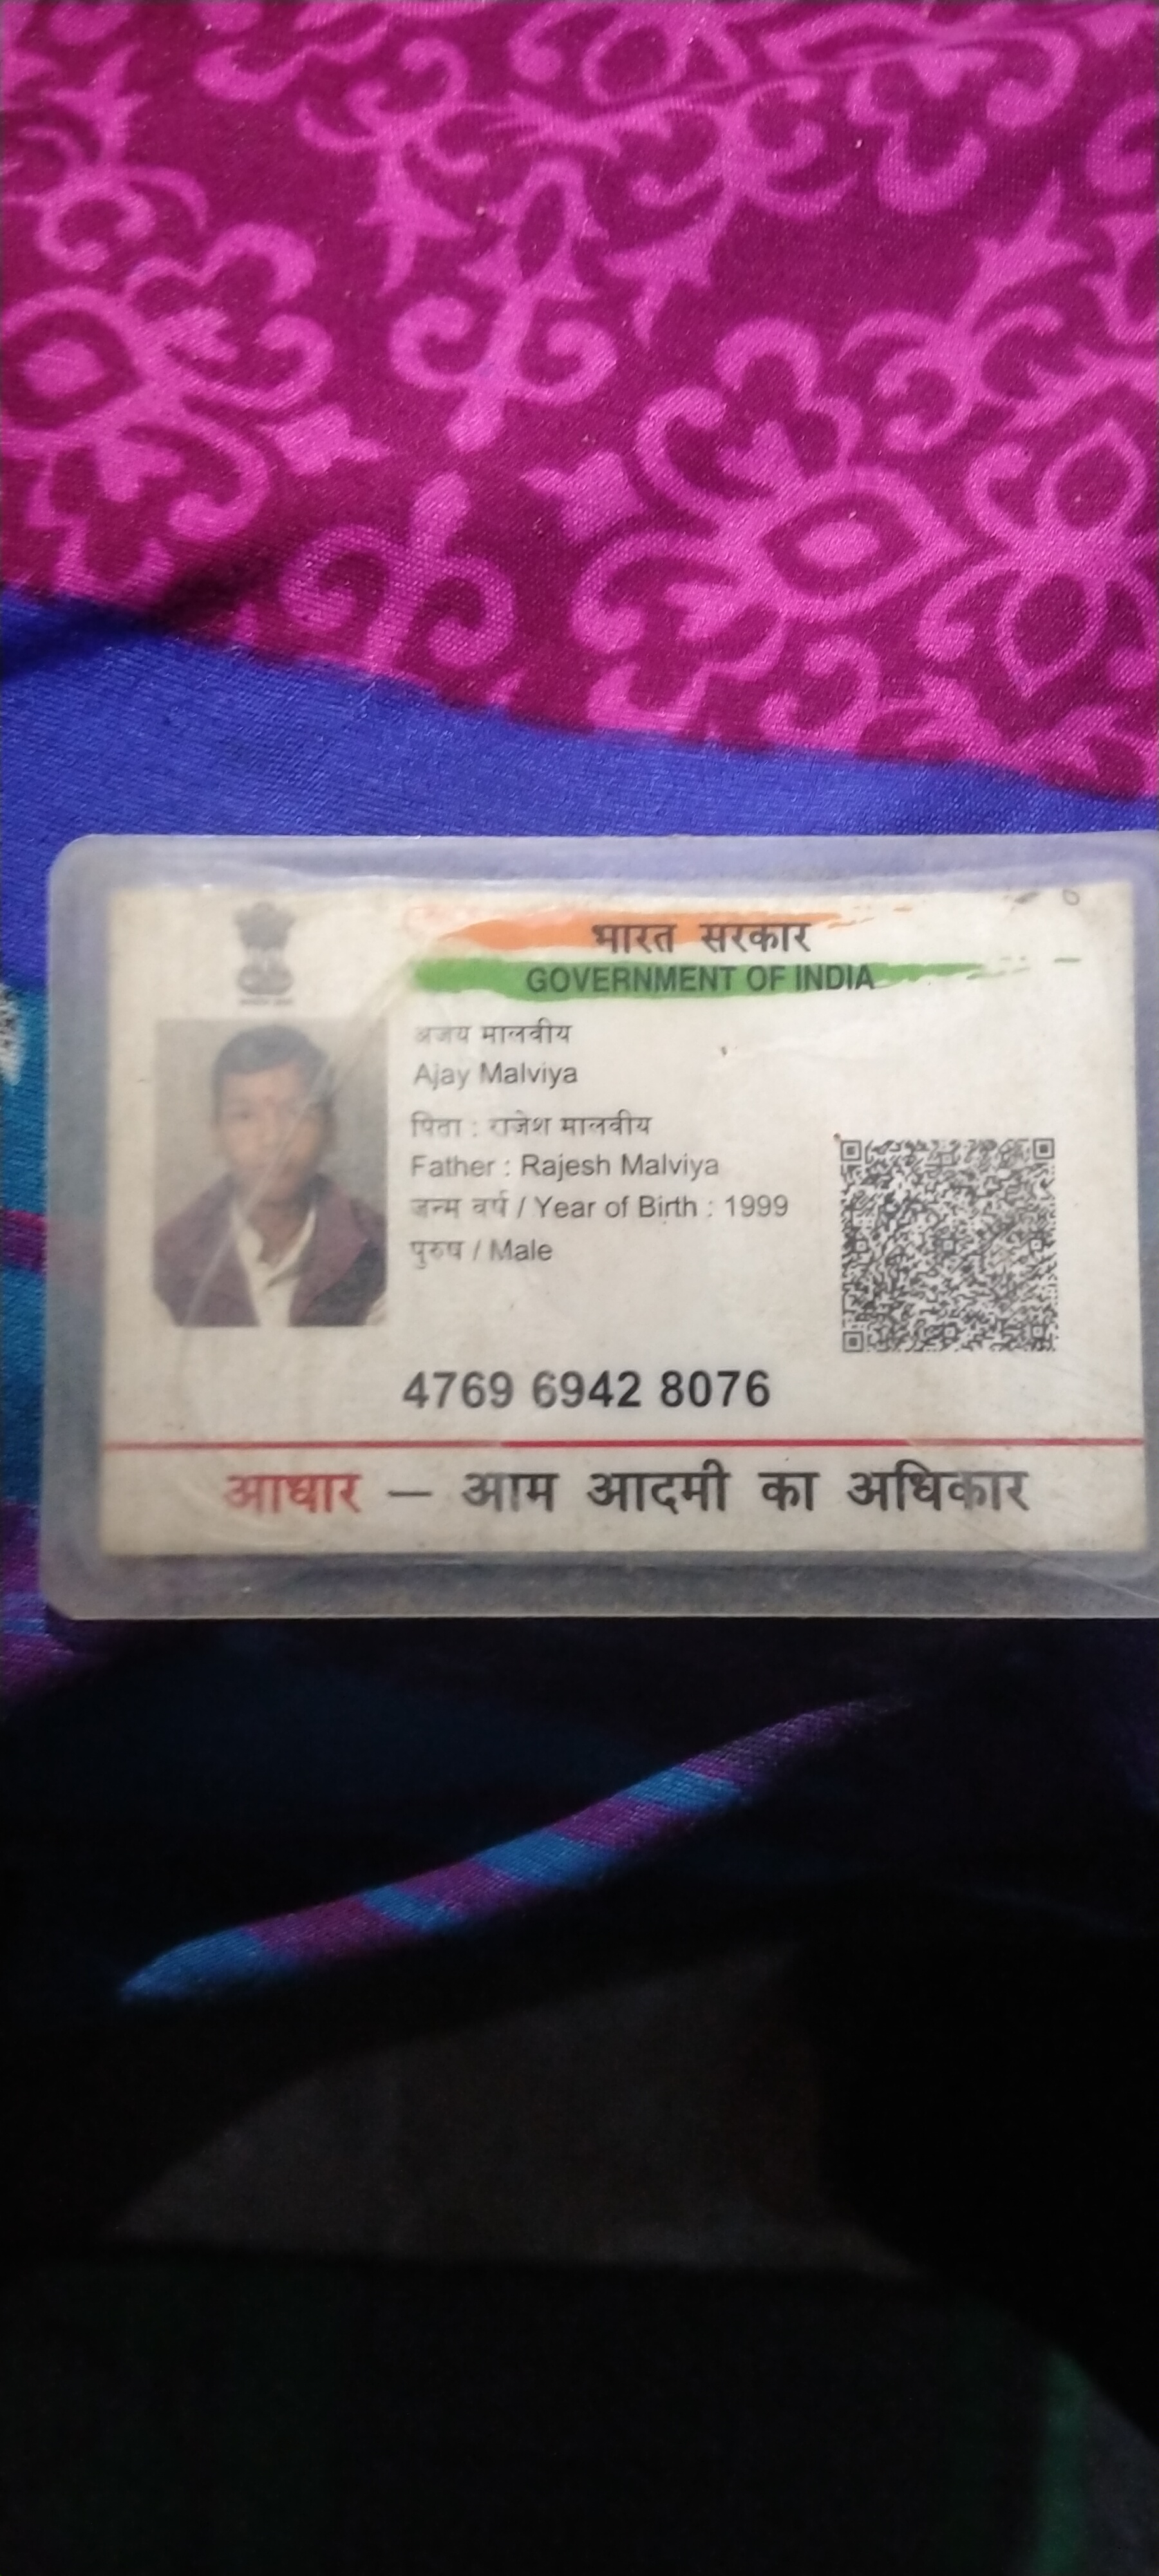 भारत सरकार
GOVERNMENT OF INDIA
अजय मालवीय
Ajay Malviya
पिता : राजेश मालवीय
Father : Rajesh Malviya
जन्म वर्ष / Year of Birth : 1999
पुरुष / Male
4769 6942 8076
आधार — आम आदमी का अधिकार